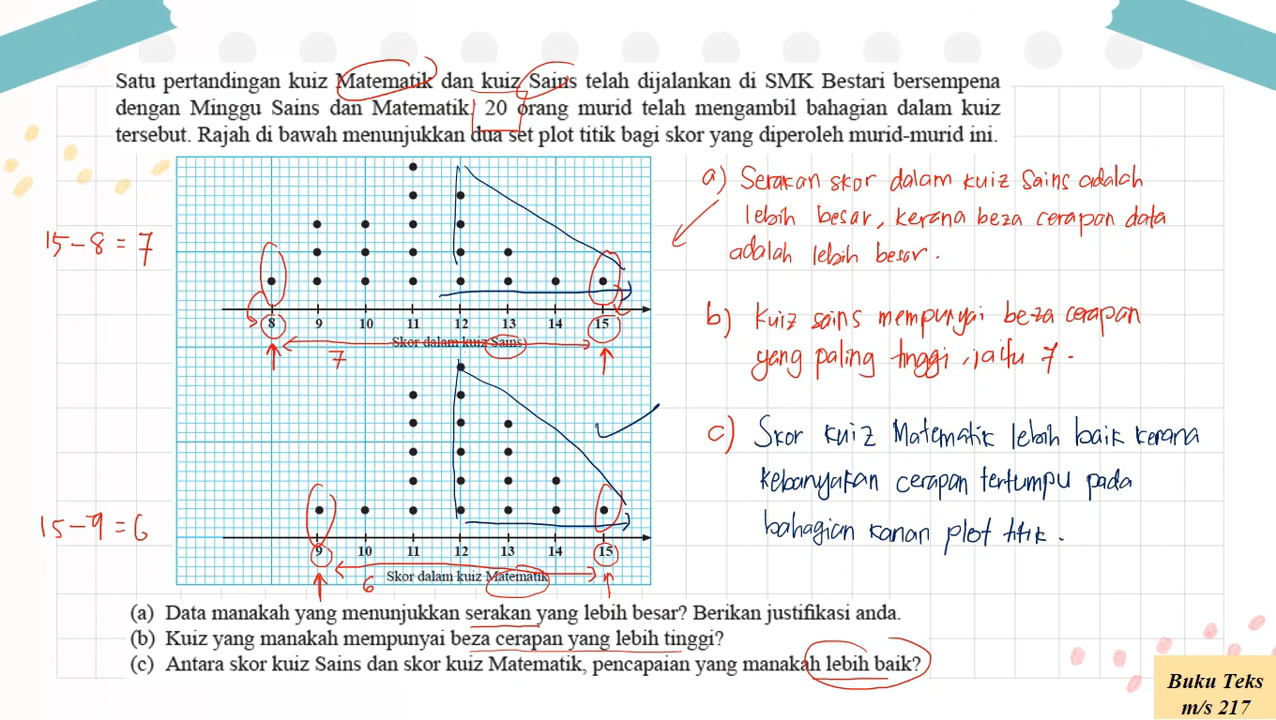 Satu pertandingan kuiz Matematik dan kuiz Sains telah dijalankan di SMK Bestari bersempena
dengan Minggu Sains dan Matematik 20 orang murid telah mengambil bahagian dalam kuiz
tersebut. Rajah di bawah menunjukkan dua set plot titik bagi skor yang diperoleh murid-murid ini.
15-8 = 7
8 9 10 11 12 13 14 15
Skor dalam kuiz Sains
7
15-9 = 6
9 10 11 12 13 14 15
Skor dalam kuiz Matematik
6
a) Serakan skor dalam kuiz Sains adalah
lebih besar, kerana beza cerapan data
adalah lebih besar.
b) Kuiz sains mempunyai beza cerapan
yang paling tinggi, iaitu 7.
c) Skor kuiz Matematik lebih baik kerana
kebanyakan cerapan tertumpu pada
bahagian kanan plot titik.
(a) Data manakah yang menunjukkan serakan yang lebih besar? Berikan justifikasi anda.
(b) Kuiz yang manakah mempunyai beza cerapan yang lebih tinggi?
(c) Antara skor kuiz Sains dan skor kuiz Matematik, pencapaian yang manakah lebih baik?
Buku Teks
m/s 217